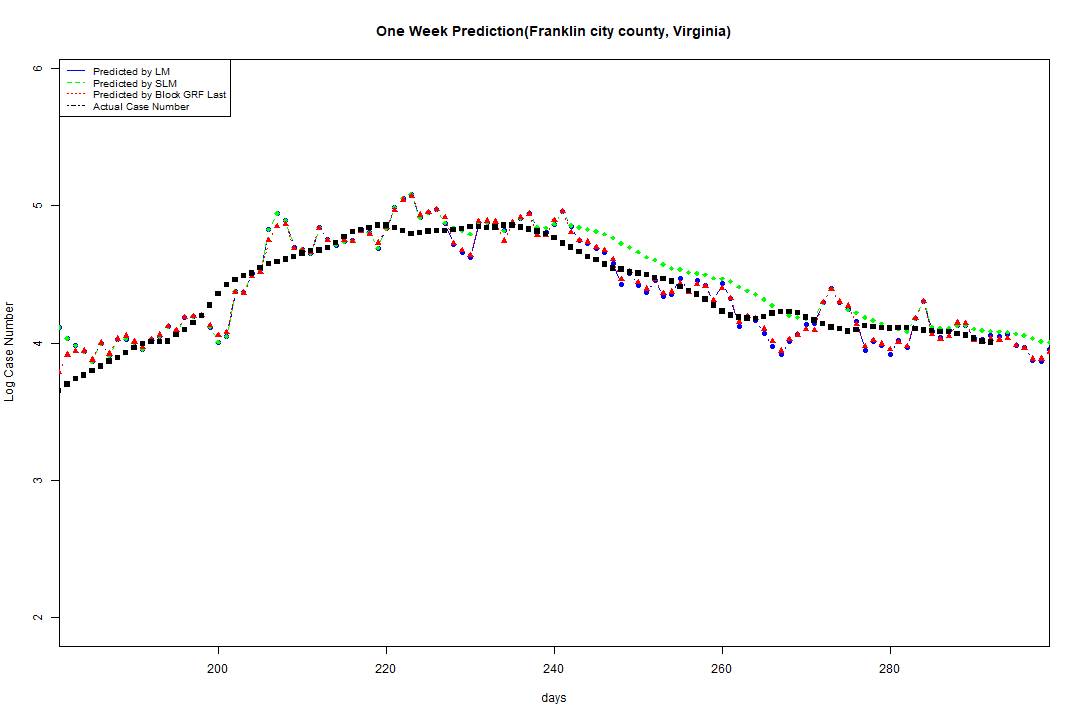 One Week Prediction(Franklin city county, Virginia)
Predicted by LM
Predicted by SLM
Predicted by Block GRF Last
Actual Case Number
6
5
4
3
2
Log Case Number
200 220 240 260 280
days